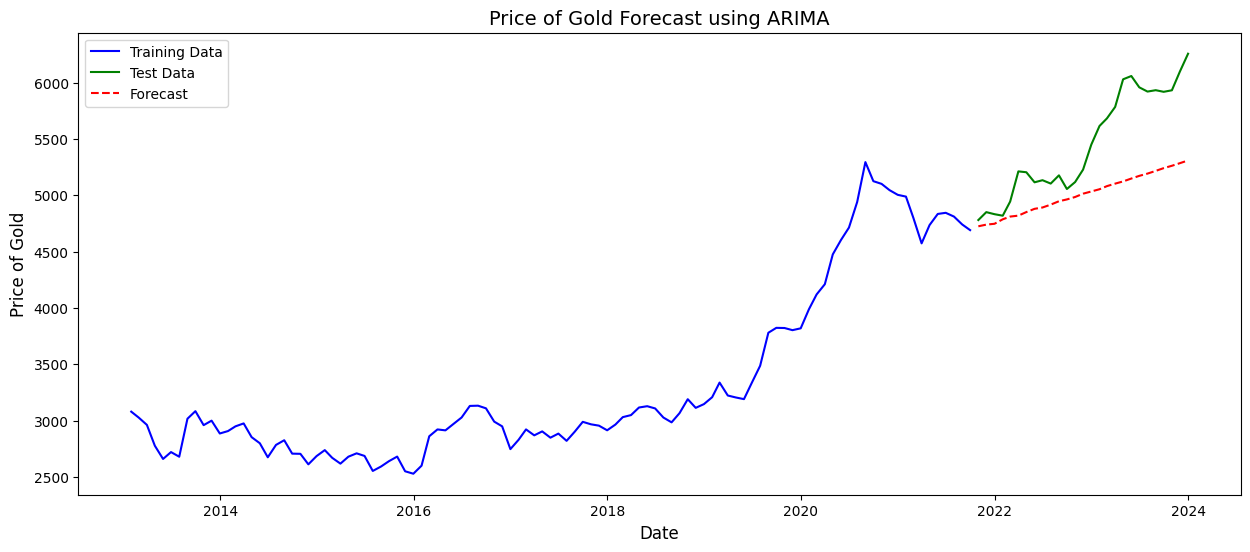 Price of Gold Forecast using ARIMA
Training Data
Test Data
Forecast
6000
5500
5000
4500
4000
3500
3000
2500
Price of Gold
2014 2016 2018 2020 2022 2024
Date